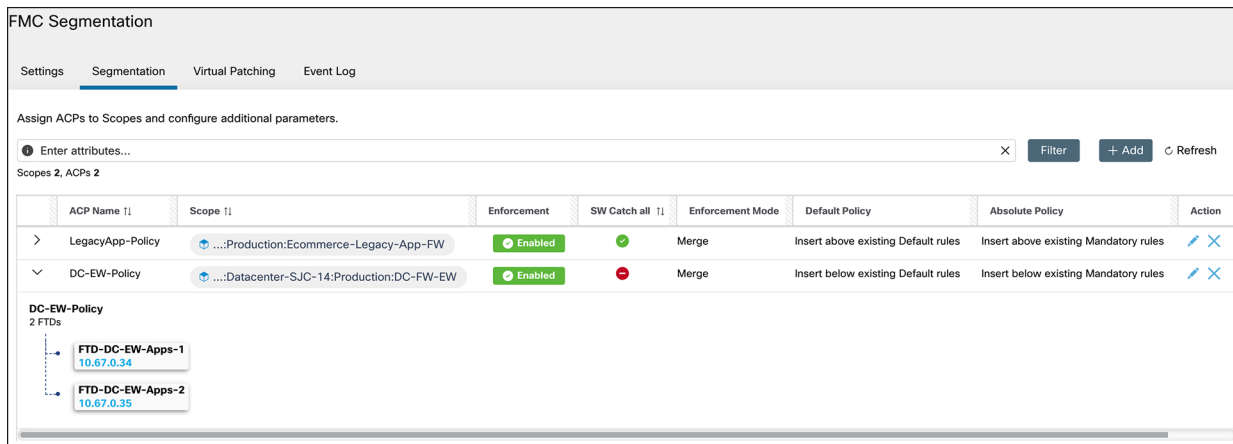 FMC Segmentation
Settings Segmentation Virtual Patching Event Log
Assign ACPs to Scopes and configure additional parameters.
Enter attributes... Filter + Add Refresh
Scopes 2, ACPs 2
ACP Name Scope Enforcement SW Catch all Enforcement Mode Default Policy Absolute Policy Action
LegacyApp-Policy ...:Production:Ecommerce-Legacy-App-FW Enabled Merge Insert above existing Default rules Insert above existing Mandatory rules
DC-EW-Policy ...:Datacenter-SJC-14:Production:DC-FW-EW Enabled Merge Insert below existing Default rules Insert below existing Mandatory rules
DC-EW-Policy
2 FTDs
FTD-DC-EW-Apps-1
10.67.0.34
FTD-DC-EW-Apps-2
10.67.0.35